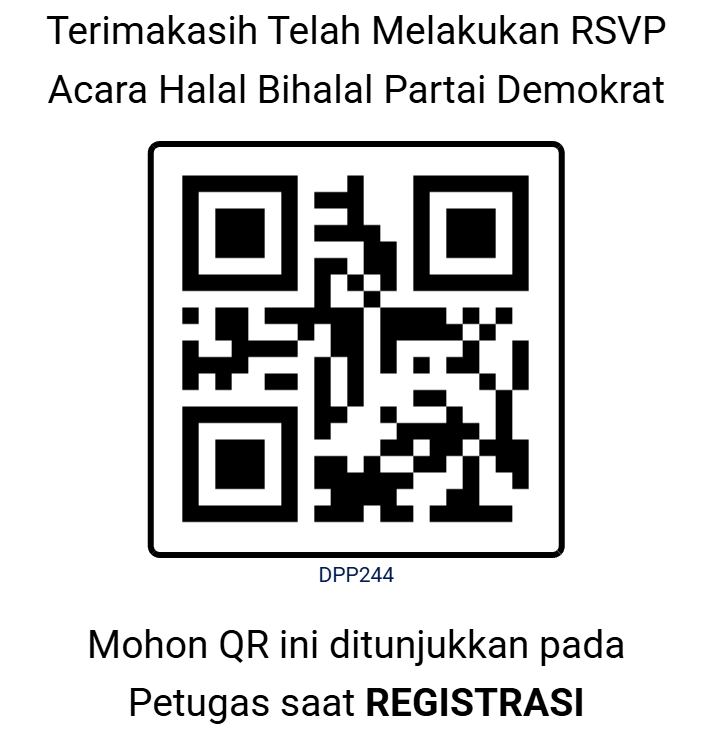 Terimakasih Telah Melakukan RSVP
Acara Halal Bihalal Partai Demokrat
DPP244
Mohon QR ini ditunjukkan pada
Petugas saat REGISTRASI